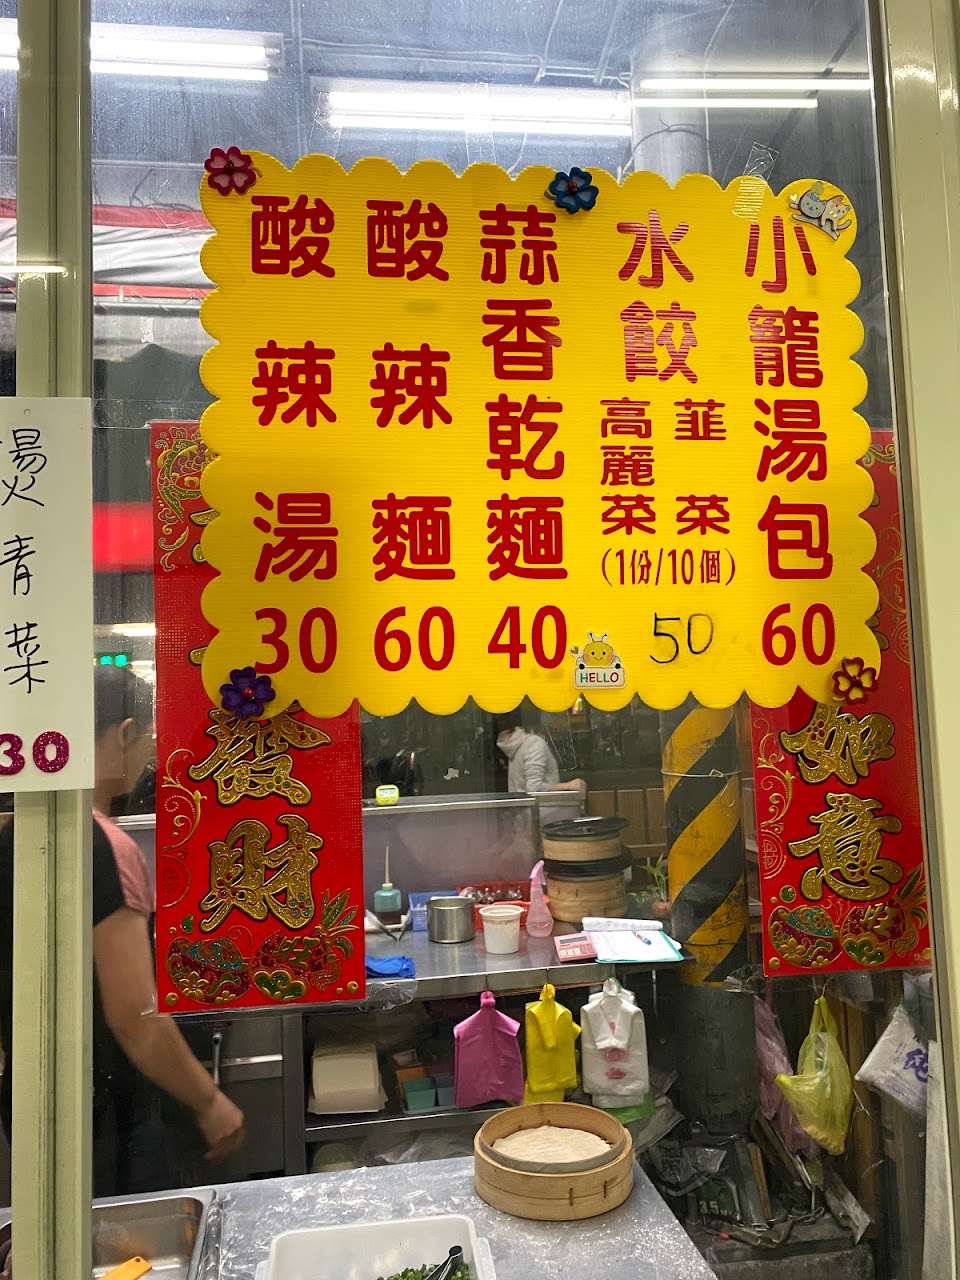 小籠湯包 60
水餃
韮菜
高麗菜
(1份/10個)
50
蒜香乾麵 40
酸辣麵 60
酸辣湯 30
HELLO
燙青菜 30
如意
發財
旺